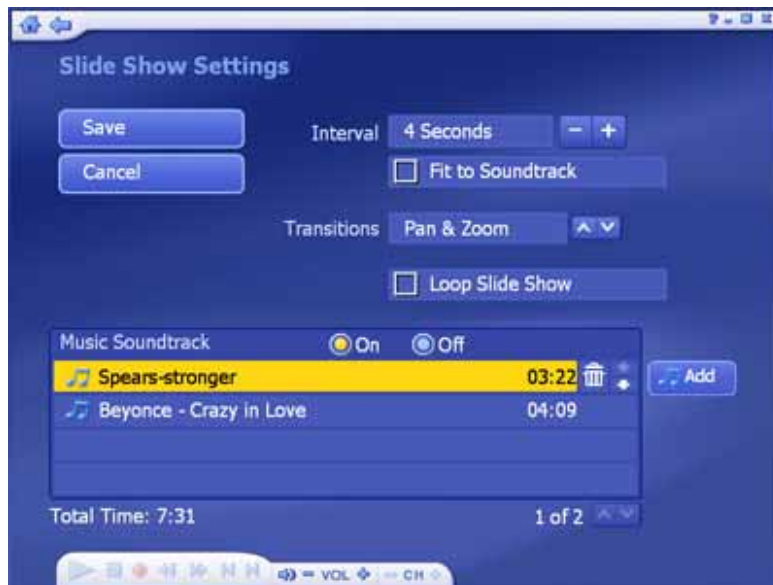 Slide Show Settings
Save
Interval 4 Seconds - +
Cancel
Fit to Soundtrack
Transitions Pan & Zoom
Loop Slide Show
Music Soundtrack On Off
Spears-stronger 03:22 Add
Beyonce - Crazy in Love 04:09
Total Time: 7:31 1 of 2
VOL CH